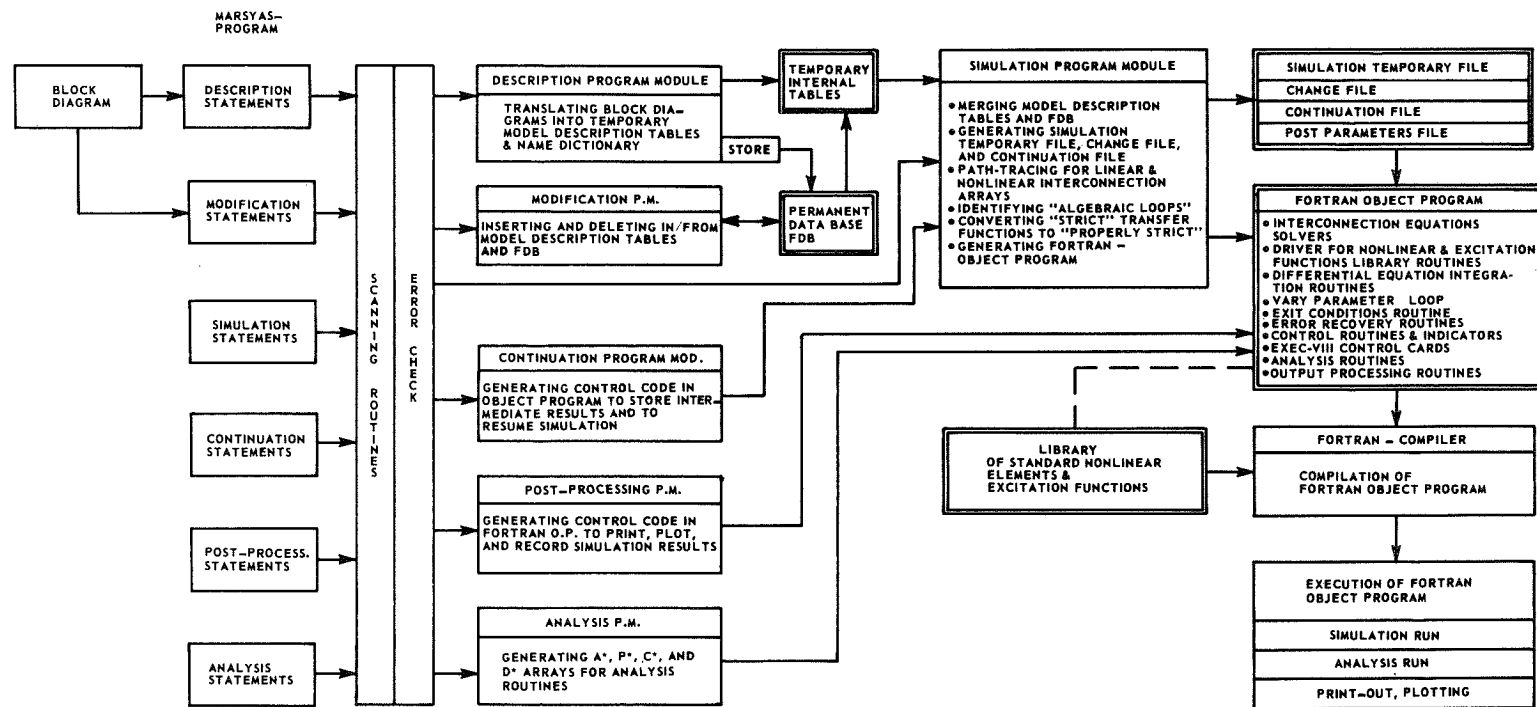 MARSYAS-
PROGRAM
BLOCK
DIAGRAM
DESCRIPTION
STATEMENTS
MODIFICATION
STATEMENTS
SIMULATION
STATEMENTS
CONTINUATION
STATEMENTS
POST-PROCESS.
STATEMENTS
ANALYSIS
STATEMENTS
SCANNING ROUTINES
ERROR CHECK
DESCRIPTION PROGRAM MODULE
TRANSLATING BLOCK DIA-
GRAMS INTO TEMPORARY
MODEL DESCRIPTION TABLES
& NAME DICTIONARY
STORE
MODIFICATION P.M.
INSERTING AND DELETING IN/FROM
MODEL DESCRIPTION TABLES
AND FDB
CONTINUATION PROGRAM MOD.
GENERATING CONTROL CODE IN
OBJECT PROGRAM TO STORE INTER-
MEDIATE RESULTS AND TO
RESUME SIMULATION
POST-PROCESSING P.M.
GENERATING CONTROL CODE IN
FORTRAN O.P. TO PRINT, PLOT,
AND RECORD SIMULATION RESULTS
ANALYSIS P.M.
GENERATING A*, P*, C*, AND
D* ARRAYS FOR ANALYSIS
ROUTINES
TEMPORARY
INTERNAL
TABLES
PERMANENT
DATA BASE
FDB
SIMULATION PROGRAM MODULE
• MERGING MODEL DESCRIPTION
TABLES AND FDB
• GENERATING SIMULATION
TEMPORARY FILE, CHANGE FILE,
AND CONTINUATION FILE
• PATH-TRACING FOR LINEAR &
NONLINEAR INTERCONNECTION
ARRAYS
• IDENTIFYING "ALGEBRAIC LOOPS"
• CONVERTING "STRICT" TRANSFER
FUNCTIONS TO "PROPERLY STRICT"
• GENERATING FORTRAN -
OBJECT PROGRAM
LIBRARY
OF STANDARD NONLINEAR
ELEMENTS &
EXCITATION FUNCTIONS
SIMULATION TEMPORARY FILE
CHANGE FILE
CONTINUATION FILE
POST PARAMETERS FILE
FORTRAN OBJECT PROGRAM
• INTERCONNECTION EQUATIONS
SOLVERS
• DRIVER FOR NONLINEAR & EXCITATION
FUNCTIONS LIBRARY ROUTINES
• DIFFERENTIAL EQUATION INTEGRA-
TION ROUTINES
• VARY PARAMETER LOOP
• EXIT CONDITIONS ROUTINE
• ERROR RECOVERY ROUTINES
• CONTROL ROUTINES & INDICATORS
• EXEC-VIII CONTROL CARDS
• ANALYSIS ROUTINES
• OUTPUT PROCESSING ROUTINES
FORTRAN - COMPILER
COMPILATION OF
FORTRAN OBJECT PROGRAM
EXECUTION OF FORTRAN
OBJECT PROGRAM
SIMULATION RUN
ANALYSIS RUN
PRINT-OUT, PLOTTING